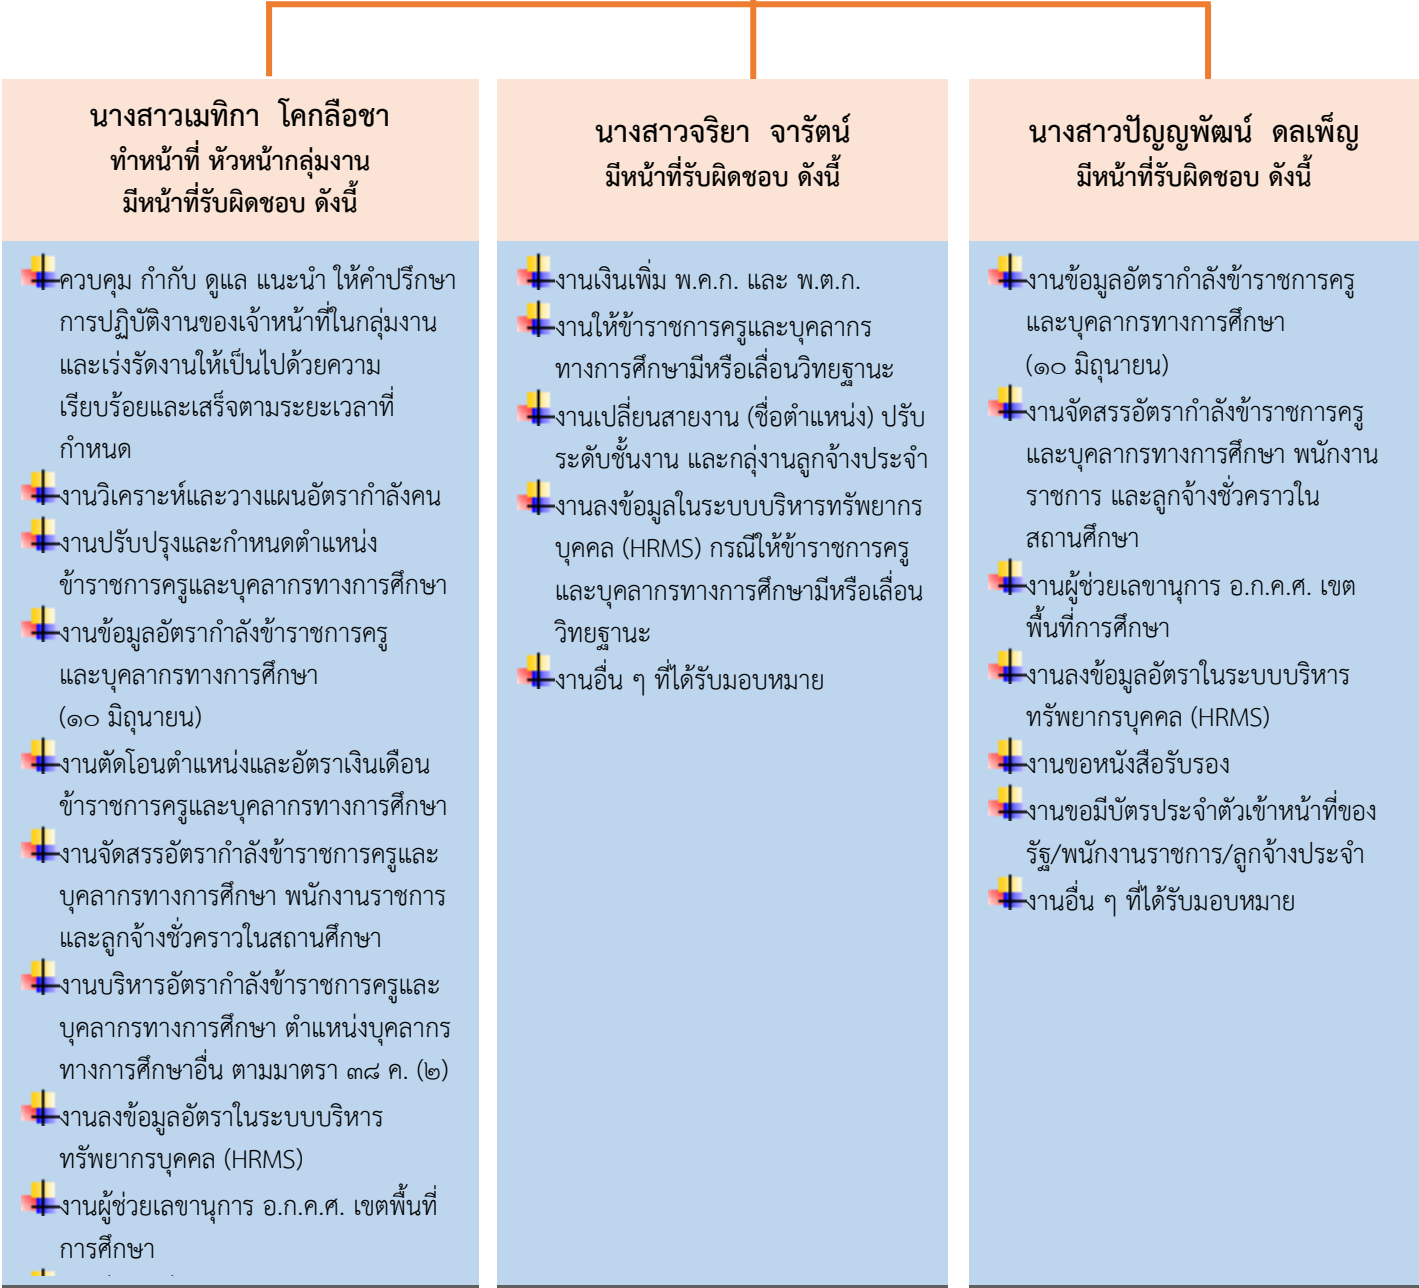 นางสาวเมทิกา โคกลือชา
ทำหน้าที่ หัวหน้ากลุ่มงาน
มีหน้าที่รับผิดชอบ ดังนี้
ควบคุม กำกับ ดูแล แนะนำ ให้คำปรึกษา
การปฏิบัติงานของเจ้าหน้าที่ในกลุ่มงาน
และเร่งรัดงานให้เป็นไปด้วยความ
เรียบร้อยและเสร็จตามระยะเวลาที่
กำหนด
งานวิเคราะห์และวางแผนอัตรากำลังคน
งานปรับปรุงและกำหนดตำแหน่ง
ข้าราชการครูและบุคลากรทางการศึกษา
งานข้อมูลอัตรากำลังข้าราชการครู
และบุคลากรทางการศึกษา
(๑๐ มิถุนายน)
งานตัดโอนตำแหน่งและอัตราเงินเดือน
ข้าราชการครูและบุคลากรทางการศึกษา
งานจัดสรรอัตรากำลังข้าราชการครูและ
บุคลากรทางการศึกษา พนักงานราชการ
และลูกจ้างชั่วคราวในสถานศึกษา
งานบริหารอัตรากำลังข้าราชการครูและ
บุคลากรทางการศึกษา ตำแหน่งบุคลากร
ทางการศึกษาอื่น ตามมาตรา ๓๘ ค. (๒)
งานลงข้อมูลอัตราในระบบบริหาร
ทรัพยากรบุคคล (HRMS)
งานผู้ช่วยเลขานุการ อ.ก.ค.ศ. เขตพื้นที่
การศึกษา
นางสาวจริยา จารัตน์
มีหน้าที่รับผิดชอบ ดังนี้
งานเงินเพิ่ม พ.ค.ก. และ พ.ต.ก.
งานให้ข้าราชการครูและบุคลากร
ทางการศึกษามีหรือเลื่อนวิทยฐานะ
งานเปลี่ยนสายงาน (ชื่อตำแหน่ง) ปรับ
ระดับชั้นงาน และกลุ่งานลูกจ้างประจำ
งานลงข้อมูลในระบบบริหารทรัพยากร
บุคคล (HRMS) กรณีให้ข้าราชการครู
และบุคลากรทางการศึกษามีหรือเลื่อน
วิทยฐานะ
งานอื่น ๆ ที่ได้รับมอบหมาย
นางสาวปัญญพัฒน์ ดลเพ็ญ
มีหน้าที่รับผิดชอบ ดังนี้
งานข้อมูลอัตรากำลังข้าราชการครู
และบุคลากรทางการศึกษา
(๑๐ มิถุนายน)
งานจัดสรรอัตรากำลังข้าราชการครู
และบุคลากรทางการศึกษา พนักงาน
ราชการ และลูกจ้างชั่วคราวใน
สถานศึกษา
งานผู้ช่วยเลขานุการ อ.ก.ค.ศ. เขต
พื้นที่การศึกษา
งานลงข้อมูลอัตราในระบบบริหาร
ทรัพยากรบุคคล (HRMS)
งานขอหนังสือรับรอง
งานขอมีบัตรประจำตัวเข้าหน้าที่ของ
รัฐ/พนักงานราชการ/ลูกจ้างประจำ
งานอื่น ๆ ที่ได้รับมอบหมาย